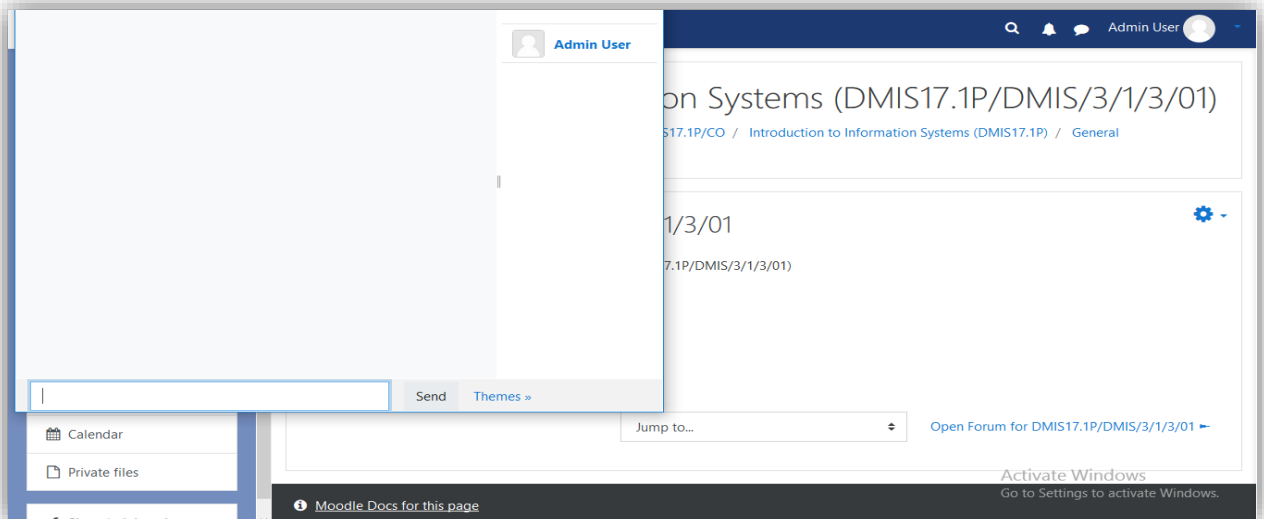 Admin User
Admin User
on Systems (DMIS17.1P/DMIS/3/1/3/01)
S17.1P/CO / Introduction to Information Systems (DMIS17.1P) / General
1/3/01
7.1P/DMIS/3/1/3/01)
Send Themes »
Calendar
Jump to...
Open Forum for DMIS17.1P/DMIS/3/1/3/01 ►
Private files
Activate Windows
Go to Settings to activate Windows.
Moodle Docs for this page